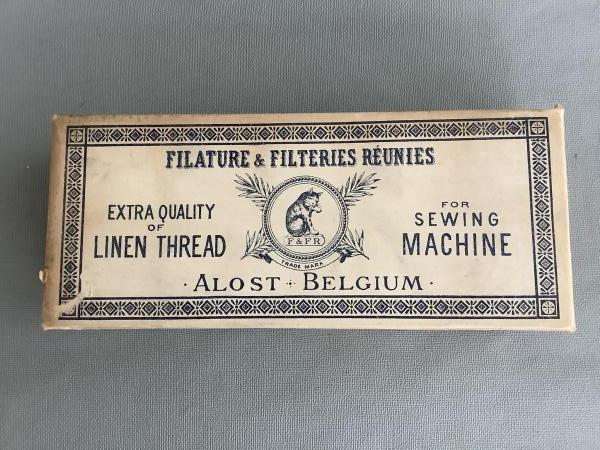 FILATURE & FILTERIES RÉUNIES
EXTRA QUALITY
OF
LINEN THREAD
F & FR
TRADE MARK
FOR
SEWING
MACHINE
· ALOST ÷ BELGIUM ·